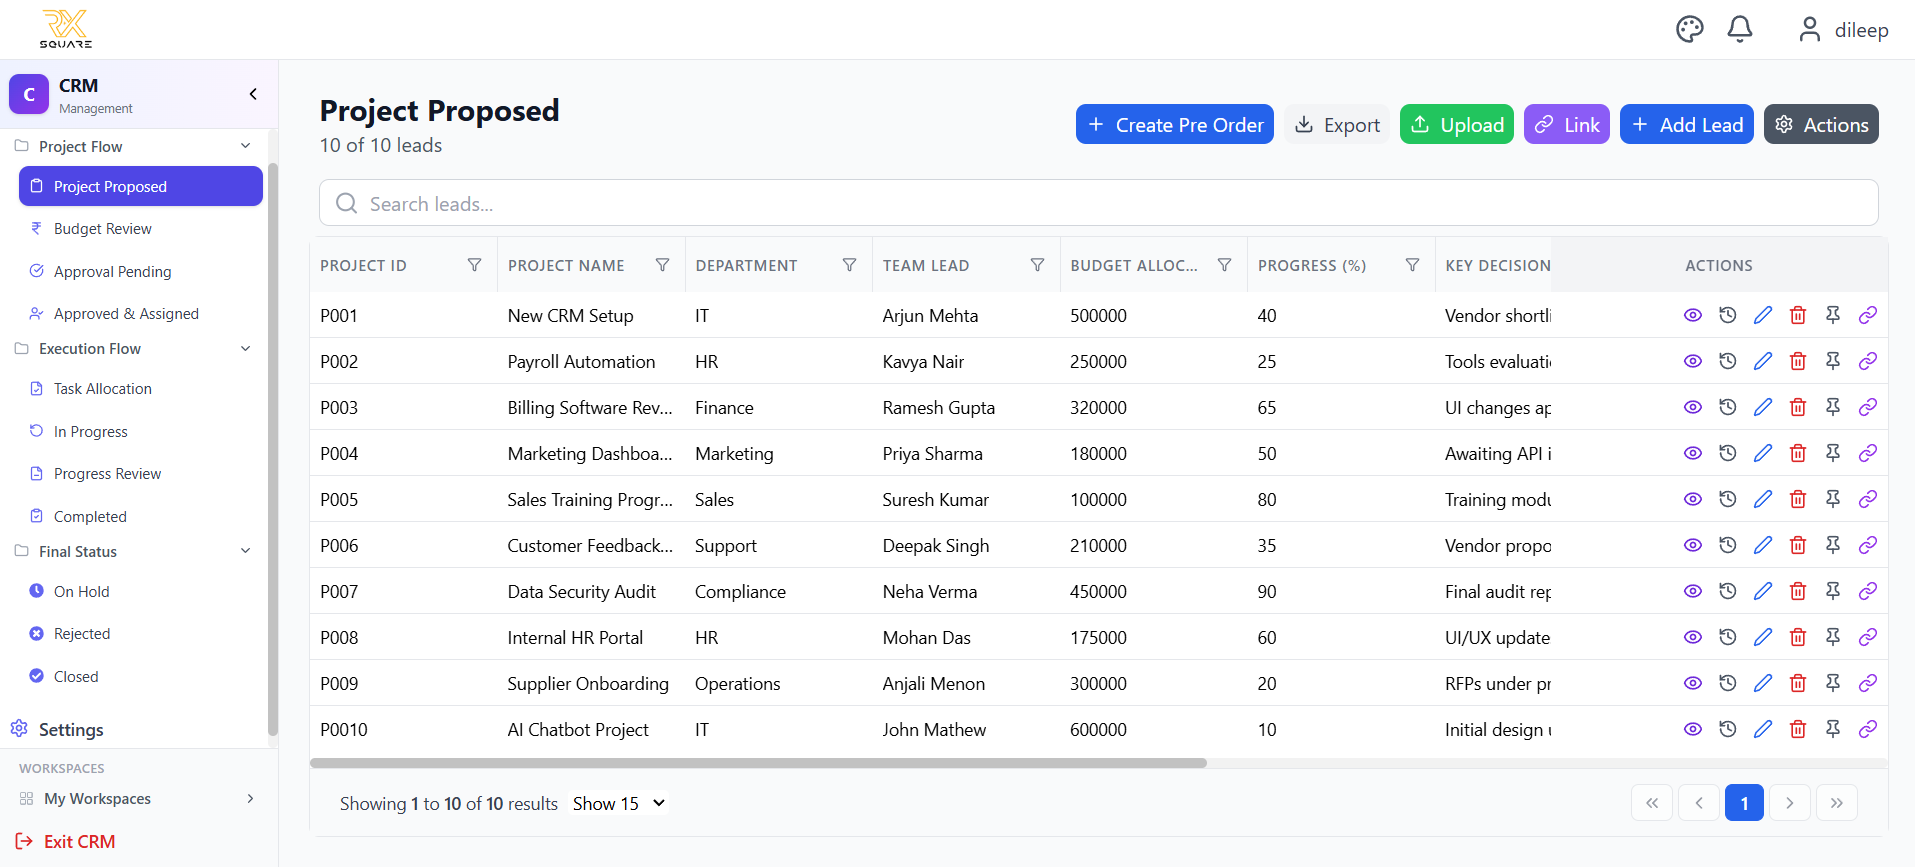 RX
SQUARE
dileep
C
CRM
Management
Project Flow
Project Proposed
Budget Review
Approval Pending
Approved & Assigned
Execution Flow
Task Allocation
In Progress
Progress Review
Completed
Final Status
On Hold
Rejected
Closed
Settings
WORKSPACES
My Workspaces
Exit CRM
Project Proposed
10 of 10 leads
Create Pre Order
Export
Upload
Link
Add Lead
Actions
Search leads...
PROJECT ID PROJECT NAME DEPARTMENT TEAM LEAD BUDGET ALLOC... PROGRESS (%) KEY DECISION ACTIONS
P001 New CRM Setup IT Arjun Mehta 500000 40 Vendor shortli
P002 Payroll Automation HR Kavya Nair 250000 25 Tools evaluati
P003 Billing Software Rev... Finance Ramesh Gupta 320000 65 UI changes ap
P004 Marketing Dashboa... Marketing Priya Sharma 180000 50 Awaiting API i
P005 Sales Training Progr... Sales Suresh Kumar 100000 80 Training modu
P006 Customer Feedback... Support Deepak Singh 210000 35 Vendor propo
P007 Data Security Audit Compliance Neha Verma 450000 90 Final audit rep
P008 Internal HR Portal HR Mohan Das 175000 60 UI/UX update
P009 Supplier Onboarding Operations Anjali Menon 300000 20 RFPs under pr
P0010 AI Chatbot Project IT John Mathew 600000 10 Initial design
Showing 1 to 10 of 10 results Show 15
1